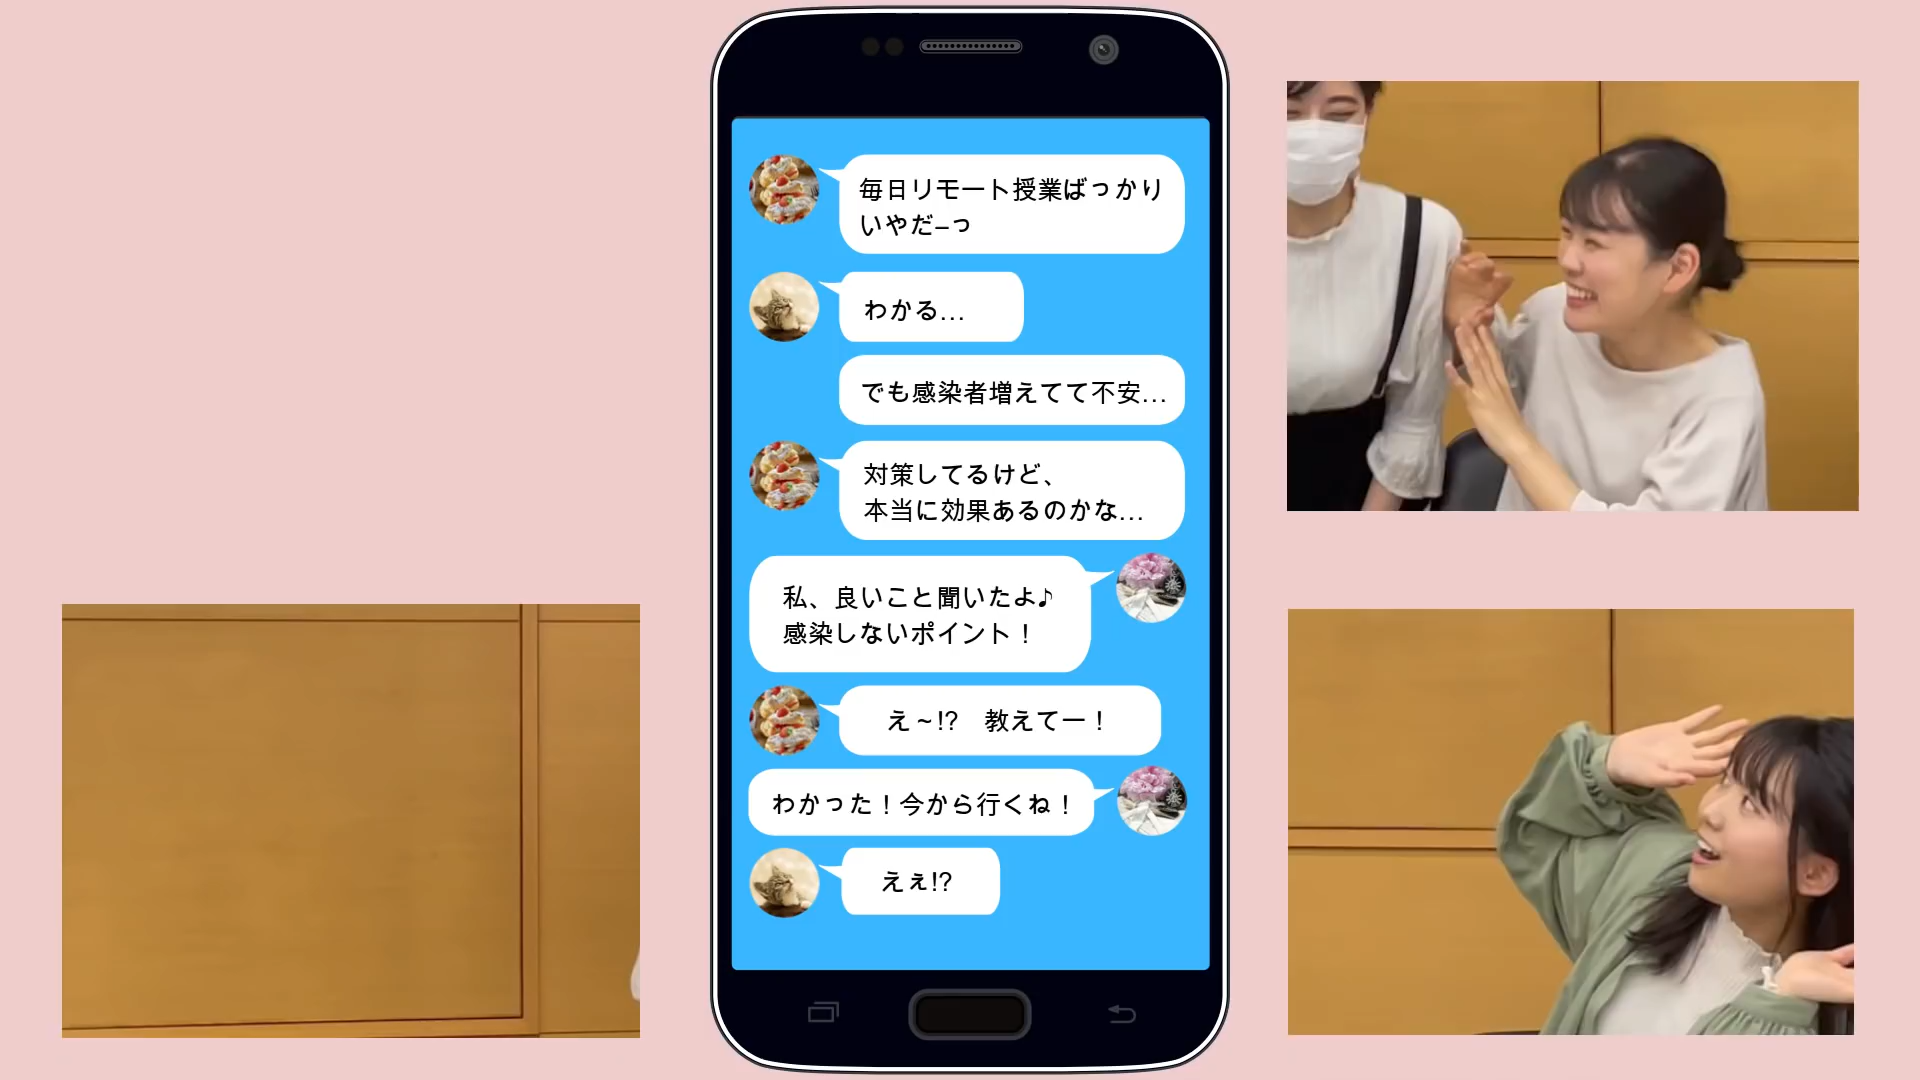 毎日リモート授業ばっかり
いやだ–っ
わかる…
でも感染者増えてて不安…
対策してるけど、
本当に効果あるのかな…
私、良いこと聞いたよ♪
感染しないポイント！
え～!?　教えてー！
わかった！今から行くね！
えぇ!?